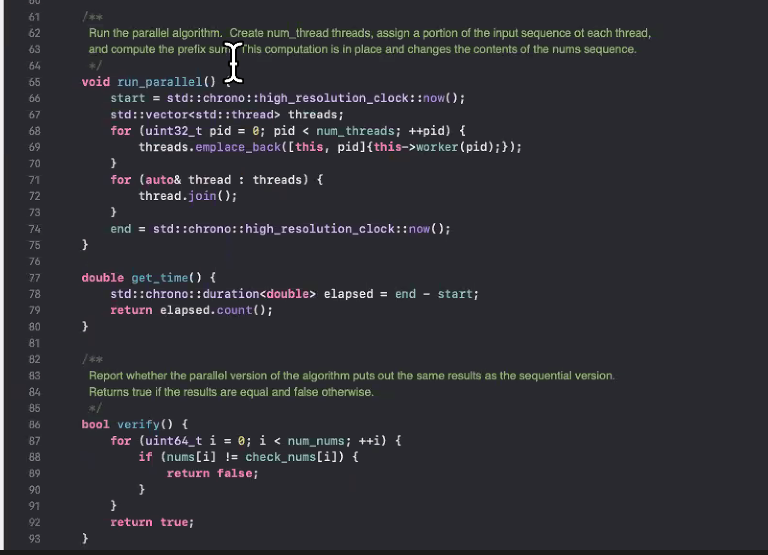 61 /**
62 Run the parallel algorithm. Create num_thread threads, assign a portion of the input sequence ot each thread,
63 and compute the prefix sum. This computation is in place and changes the contents of the nums sequence.
64 */
65 void run_parallel() {
66 start = std::chrono::high_resolution_clock::now();
67 std::vector<std::thread> threads;
68 for (uint32_t pid = 0; pid < num_threads; ++pid) {
69 threads.emplace_back([this, pid]{this->worker(pid);});
70 }
71 for (auto& thread : threads) {
72 thread.join();
73 }
74 end = std::chrono::high_resolution_clock::now();
75 }
76
77 double get_time() {
78 std::chrono::duration<double> elapsed = end - start;
79 return elapsed.count();
80 }
81
82 /**
83 Report whether the parallel version of the algorithm puts out the same results as the sequential version.
84 Returns true if the results are equal and false otherwise.
85 */
86 bool verify() {
87 for (uint64_t i = 0; i < num_nums; ++i) {
88 if (nums[i] != check_nums[i]) {
89 return false;
90 }
91 }
92 return true;
93 }